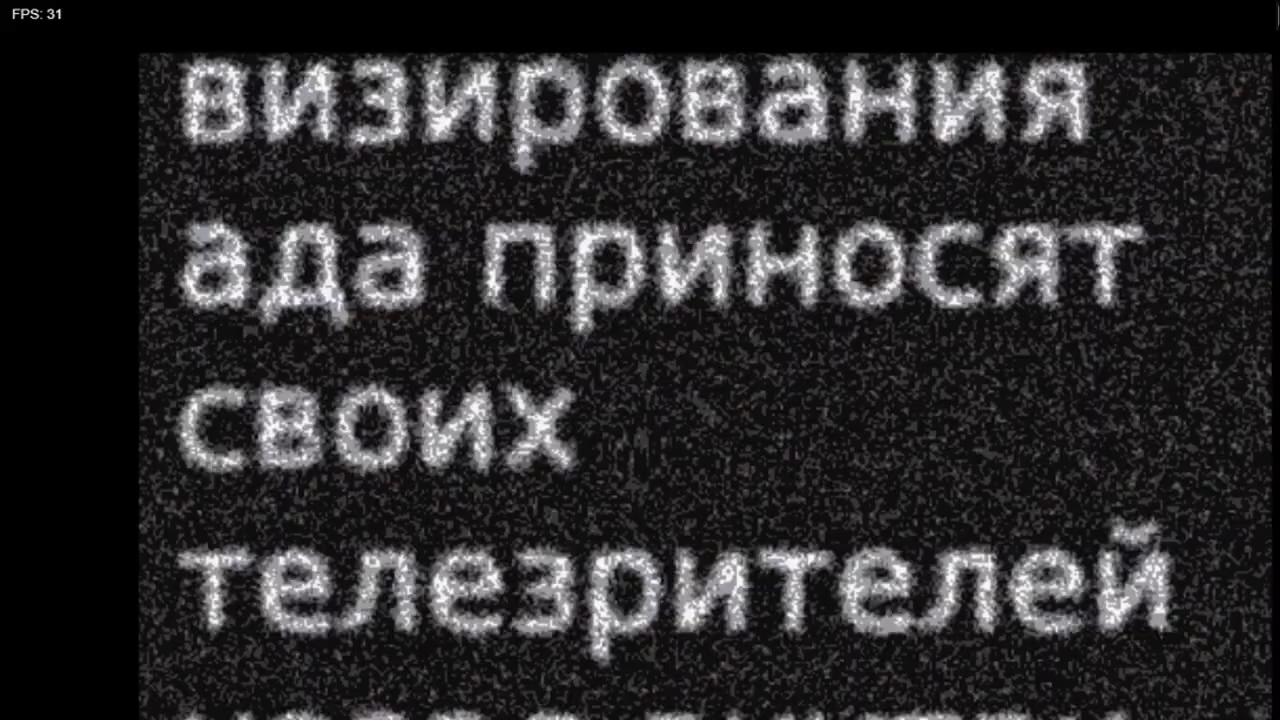 FPS: 31
визирования
ада приносят
своих
телезрителей